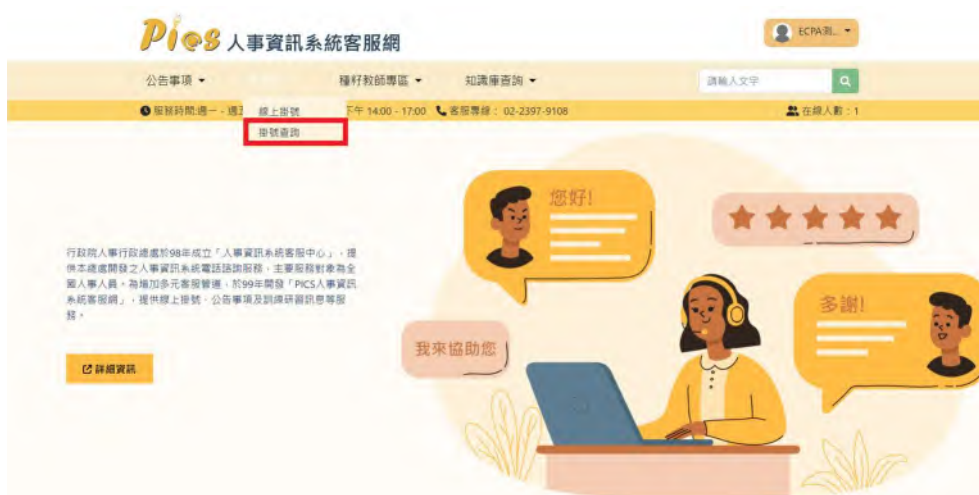 Pics 人事資訊系統客服網
ECPA測...
公告事項
種籽教師專區
知識庫查詢
請輸入文字
服務時間:週一 - 週五
下午 14:00 - 17:00
客服專線： 02-2397-9108
在線人數：1
線上掛號
掛號查詢
您好!
行政院人事行政總處於98年成立「人事資訊系統客服中心」，提
供本總處開發之人事資訊系統電話諮詢服務，主要服務對象為全
國人事人員。為增加多元客服管道，於99年開發「PICS人事資訊
系統客服網」，提供線上掛號、公告事項及訓練研習訊息等服
務。
多謝!
我來協助您
詳細資訊